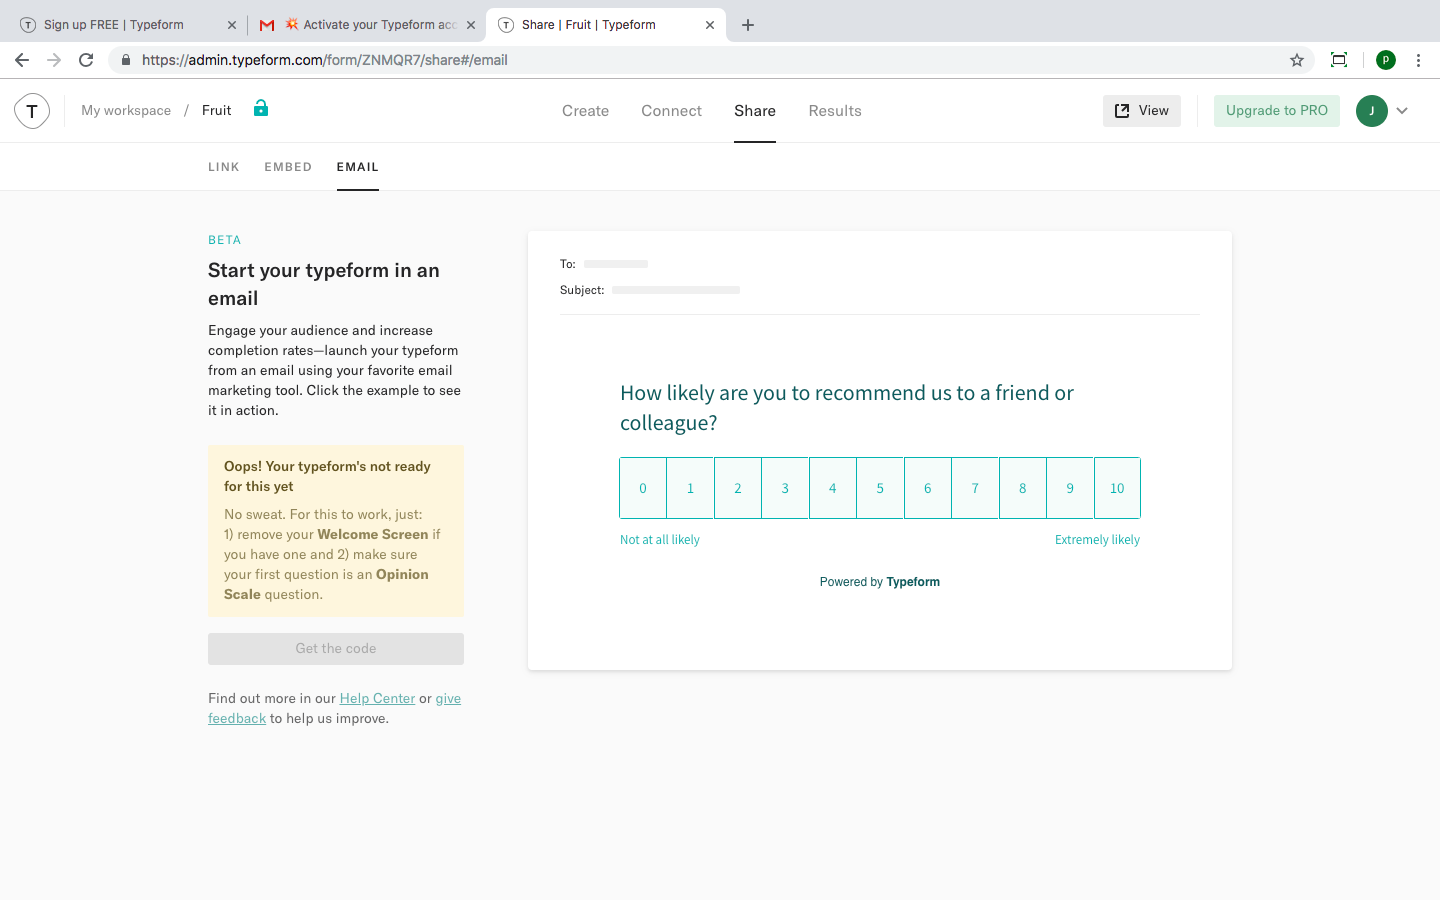 Sign up FREE | Typeform
Activate your Typeform acc
Share | Fruit | Typeform
https://admin.typeform.com/form/ZNMQR7/share#/email
p
T
My workspace / Fruit
Create
Connect
Share
Results
View
Upgrade to PRO
J
LINK
EMBED
EMAIL
BETA
Start your typeform in an
email
Engage your audience and increase
completion rates—launch your typeform
from an email using your favorite email
marketing tool. Click the example to see
it in action.
Oops! Your typeform's not ready
for this yet
No sweat. For this to work, just:
1) remove your Welcome Screen if
you have one and 2) make sure
your first question is an Opinion
Scale question.
Get the code
Find out more in our Help Center or give
feedback to help us improve.
To:
Subject:
How likely are you to recommend us to a friend or
colleague?
0 1 2 3 4 5 6 7 8 9 10
Not at all likely
Extremely likely
Powered by Typeform